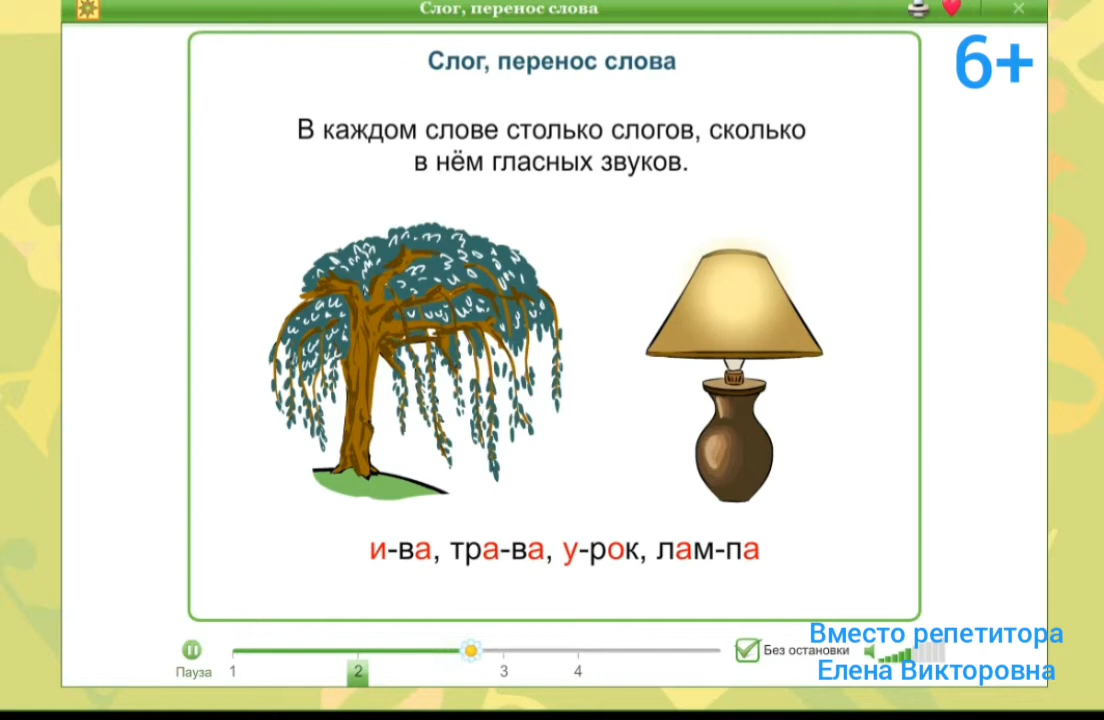 Слог, перенос слова
6+
Слог, перенос слова
В каждом слове столько слогов, сколько
в нём гласных звуков.
и-ва, тра-ва, у-рок, лам-па
Пауза
1
2
3
4
Без остановки
Вместо репетитора
Елена Викторовна